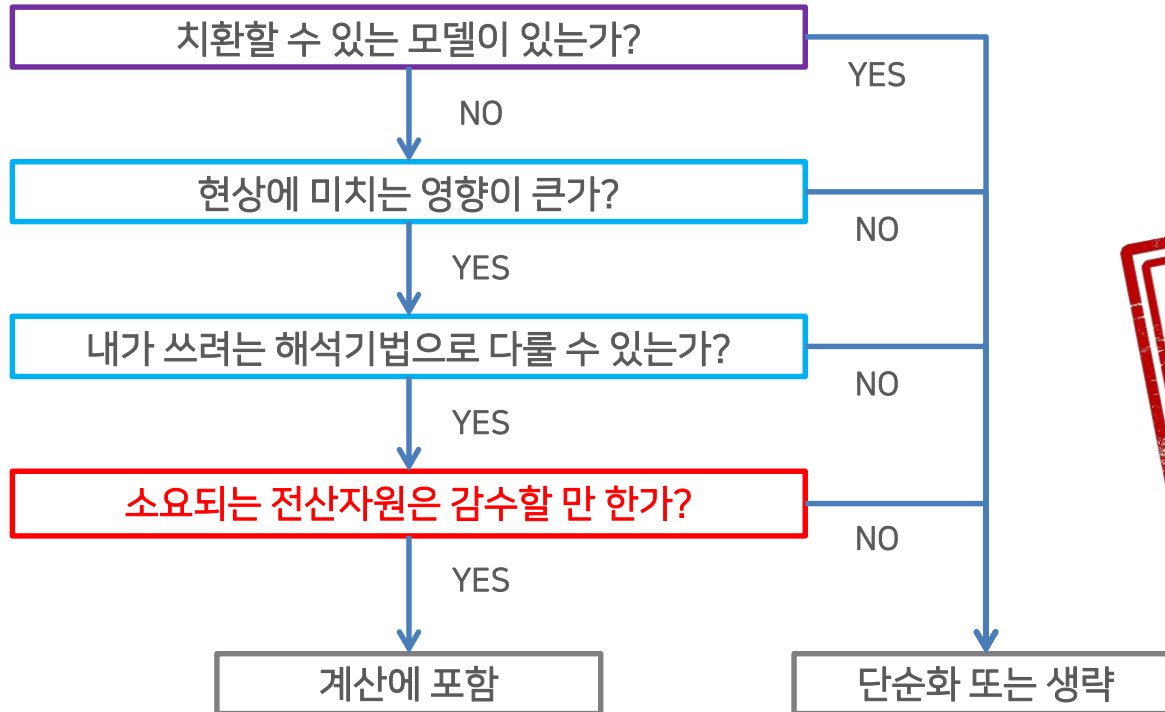 치환할 수 있는 모델이 있는가?
YES
NO
현상에 미치는 영향이 큰가?
NO
YES
내가 쓰려는 해석기법으로 다룰 수 있는가?
NO
YES
소요되는 전산자원은 감수할 만 한가?
NO
YES
계산에 포함
단순화 또는 생략